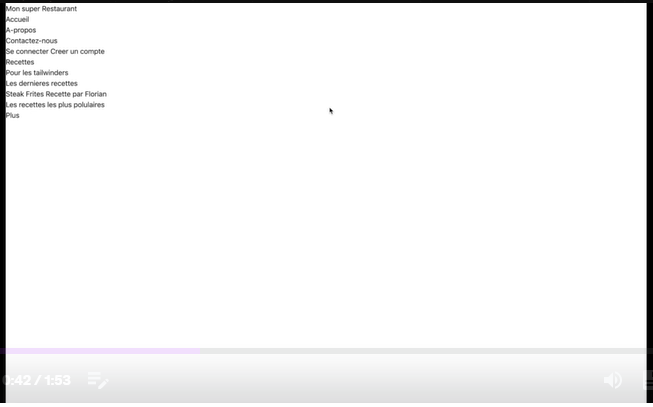 Mon super Restaurant
Accueil
A-propos
Contactez-nous
Se connecter Creer un compte
Recettes
Pour les tailwinders
Les dernieres recettes
Steak Frites Recette par Florian
Les recettes les plus polulaires
Plus
0:42 / 1:53